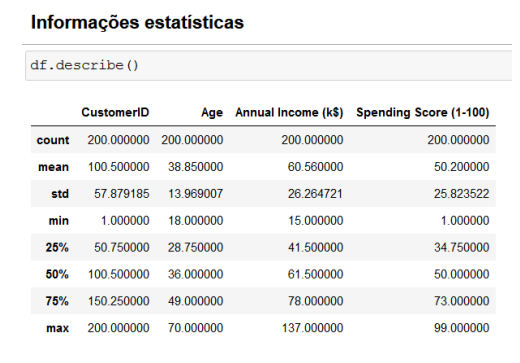 Informações estatísticas
df.describe()
CustomerID Age Annual Income (k$) Spending Score (1-100)
count 200.000000 200.000000 200.000000 200.000000
mean 100.500000 38.850000 60.560000 50.200000
std 57.879185 13.969007 26.264721 25.823522
min 1.000000 18.000000 15.000000 1.000000
25% 50.750000 28.750000 41.500000 34.750000
50% 100.500000 36.000000 61.500000 50.000000
75% 150.250000 49.000000 78.000000 73.000000
max 200.000000 70.000000 137.000000 99.000000